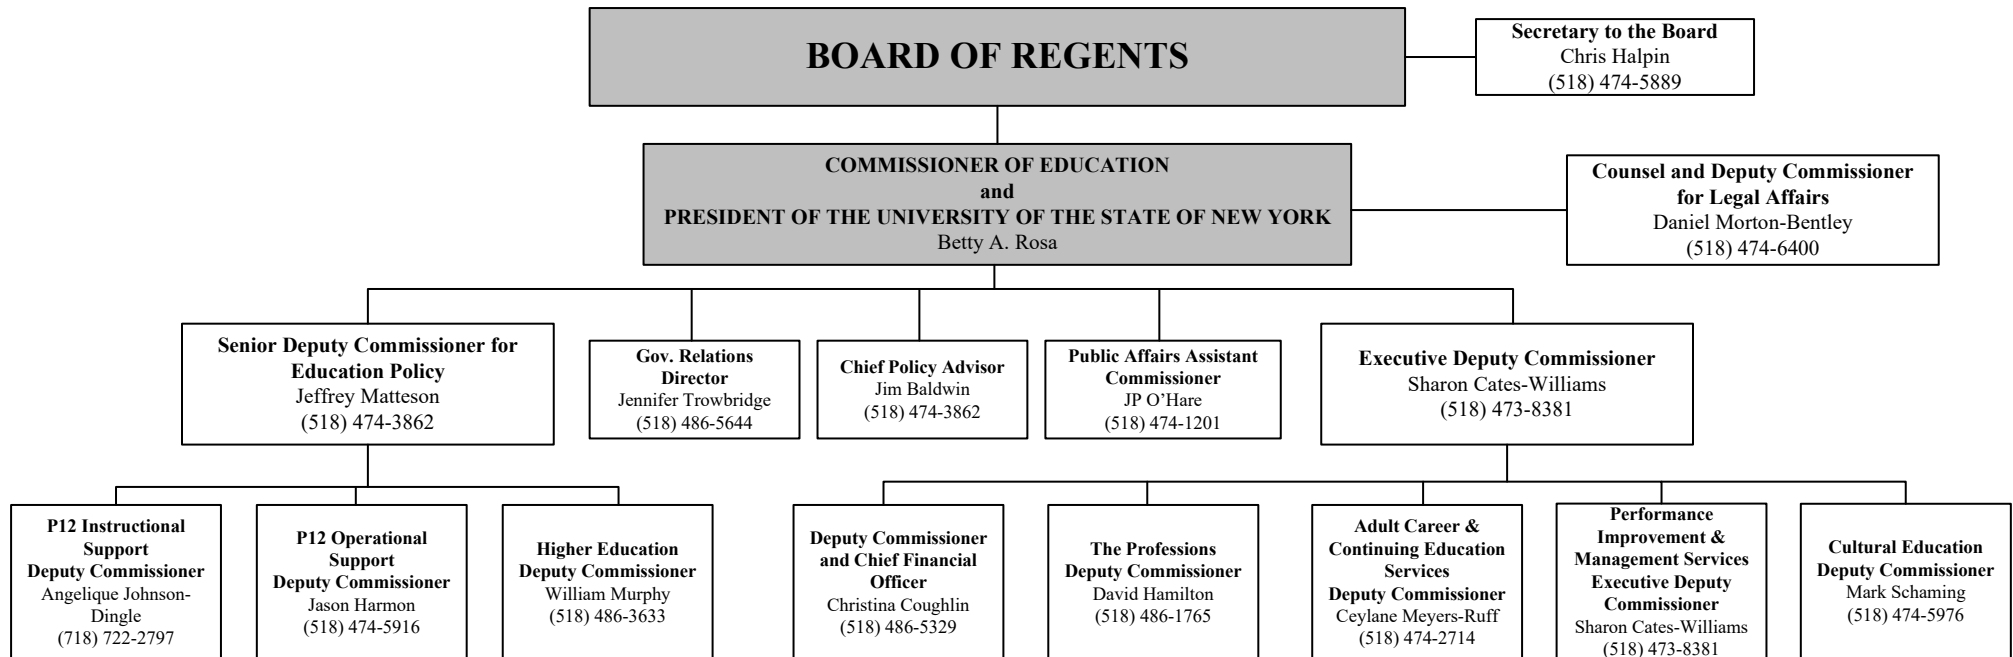 BOARD OF REGENTS
Secretary to the Board
Chris Halpin
(518) 474-5889
COMMISSIONER OF EDUCATION
and
PRESIDENT OF THE UNIVERSITY OF THE STATE OF NEW YORK
Betty A. Rosa
Counsel and Deputy Commissioner
for Legal Affairs
Daniel Morton-Bentley
(518) 474-6400
Senior Deputy Commissioner for
Education Policy
Jeffrey Matteson
(518) 474-3862
Gov. Relations
Director
Jennifer Trowbridge
(518) 486-5644
Chief Policy Advisor
Jim Baldwin
(518) 474-3862
Public Affairs Assistant
Commissioner
JP O’Hare
(518) 474-1201
Executive Deputy Commissioner
Sharon Cates-Williams
(518) 473-8381
P12 Instructional
Support
Deputy Commissioner
Angelique Johnson-
Dingle
(718) 722-2797
P12 Operational
Support
Deputy Commissioner
Jason Harmon
(518) 474-5916
Higher Education
Deputy Commissioner
William Murphy
(518) 486-3633
Deputy Commissioner
and Chief Financial
Officer
Christina Coughlin
(518) 486-5329
The Professions
Deputy Commissioner
David Hamilton
(518) 486-1765
Adult Career &
Continuing Education
Services
Deputy Commissioner
Ceylane Meyers-Ruff
(518) 474-2714
Performance
Improvement &
Management Services
Executive Deputy
Commissioner
Sharon Cates-Williams
(518) 473-8381
Cultural Education
Deputy Commissioner
Mark Schaming
(518) 474-5976